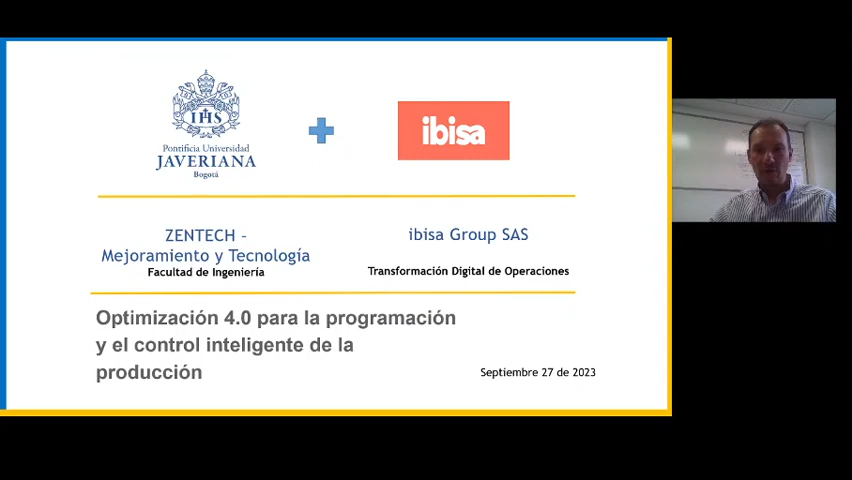 IHS
Pontificia Universidad
JAVERIANA
Bogotá
ibisa
ZENTECH –
Mejoramiento y Tecnología
Facultad de Ingeniería
ibisa Group SAS
Transformación Digital de Operaciones
Optimización 4.0 para la programación
y el control inteligente de la
producción
Septiembre 27 de 2023